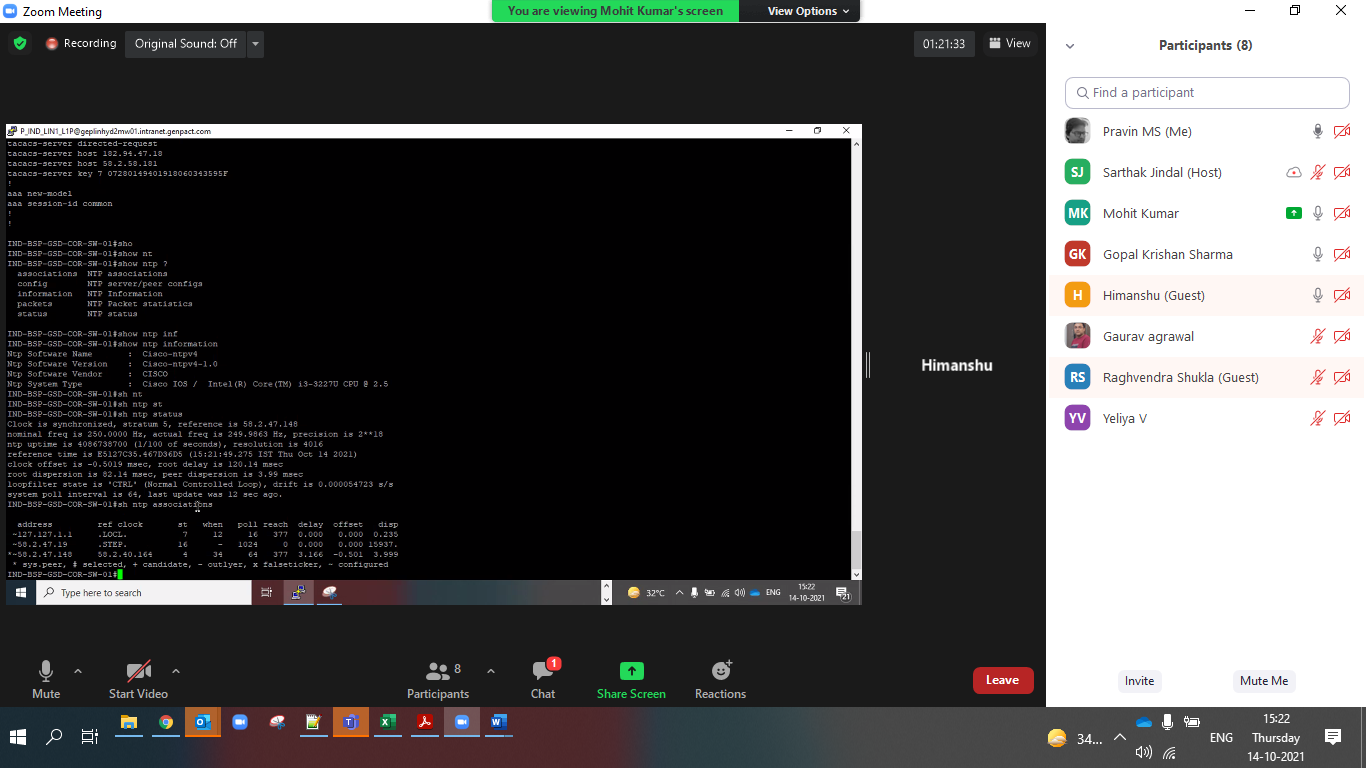 Zoom Meeting
You are viewing Mohit Kumar's screen
View Options
Recording
Original Sound: Off
01:21:33
View
P_IND_LIN1_L1P@geplinhyd2mw01.intranet.genpact.com
tacacs-server directed-request
tacacs-server host 182.94.47.18
tacacs-server host 58.2.58.181
tacacs-server key 7 07280149401918060343595F
!
aaa new-model
aaa session-id common
!
!
IND-BSP-GSD-COR-SW-01#sho
IND-BSP-GSD-COR-SW-01#show nt
IND-BSP-GSD-COR-SW-01#show ntp ?
associations NTP associations
config NTP server/peer configs
information NTP Information
packets NTP Packet statistics
status NTP status
IND-BSP-GSD-COR-SW-01#show ntp inf
IND-BSP-GSD-COR-SW-01#show ntp information
Ntp Software Name : Cisco-ntpv4
Ntp Software Version : Cisco-ntpv4-1.0
Ntp Software Vendor : CISCO
Ntp System Type : Cisco IOS / Intel(R) Core(TM) i3-3227U CPU @ 2.5
IND-BSP-GSD-COR-SW-01#sh nt
IND-BSP-GSD-COR-SW-01#sh ntp st
IND-BSP-GSD-COR-SW-01#sh ntp status
Clock is synchronized, stratum 5, reference is 58.2.47.148
nominal freq is 250.0000 Hz, actual freq is 249.9863 Hz, precision is 2**18
ntp uptime is 4086738700 (1/100 of seconds), resolution is 4016
reference time is E5127C35.467D36D5 (15:21:49.275 IST Thu Oct 14 2021)
clock offset is -0.5019 msec, root delay is 120.14 msec
root dispersion is 82.14 msec, peer dispersion is 3.99 msec
loopfilter state is 'CTRL' (Normal Controlled Loop), drift is 0.000054723 s/s
system poll interval is 64, last update was 12 sec ago.
IND-BSP-GSD-COR-SW-01#sh ntp associations
address ref clock st when poll reach delay offset disp
~127.127.1.1 .LOCL. 7 12 16 377 0.000 0.000 0.235
~58.2.47.19 .STEP. 16 - 1024 0 0.000 0.000 15937.
*~58.2.47.148 58.2.40.164 4 34 64 377 3.166 -0.501 3.999
* sys.peer, # selected, + candidate, - outlyer, x falseticker, ~ configured
IND-BSP-GSD-COR-SW-01#
Type here to search
32°C
ENG
15:22
14-10-2021
21
Himanshu
Participants (8)
Find a participant
Pravin MS (Me)
SJ Sarthak Jindal (Host)
MK Mohit Kumar
GK Gopal Krishan Sharma
H Himanshu (Guest)
Gaurav agrawal
RS Raghvendra Shukla (Guest)
YV Yeliya V
Invite
Mute Me
Mute
Start Video
Participants
8
Chat
1
Share Screen
Reactions
Leave
34...
ENG
15:22
Thursday
14-10-2021